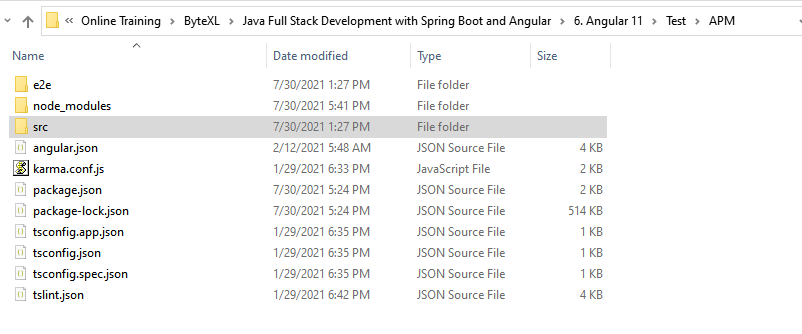 « Online Training > ByteXL > Java Full Stack Development with Spring Boot and Angular > 6. Angular 11 > Test > APM
Name Date modified Type Size
e2e 7/30/2021 1:27 PM File folder
node_modules 7/30/2021 5:41 PM File folder
src 7/30/2021 1:27 PM File folder
angular.json 2/12/2021 5:48 AM JSON Source File 4 KB
karma.conf.js 1/29/2021 6:33 PM JavaScript File 2 KB
package.json 7/30/2021 5:24 PM JSON Source File 2 KB
package-lock.json 7/30/2021 5:24 PM JSON Source File 514 KB
tsconfig.app.json 1/29/2021 6:35 PM JSON Source File 1 KB
tsconfig.json 1/29/2021 6:35 PM JSON Source File 1 KB
tsconfig.spec.json 1/29/2021 6:35 PM JSON Source File 1 KB
tslint.json 1/29/2021 6:42 PM JSON Source File 4 KB